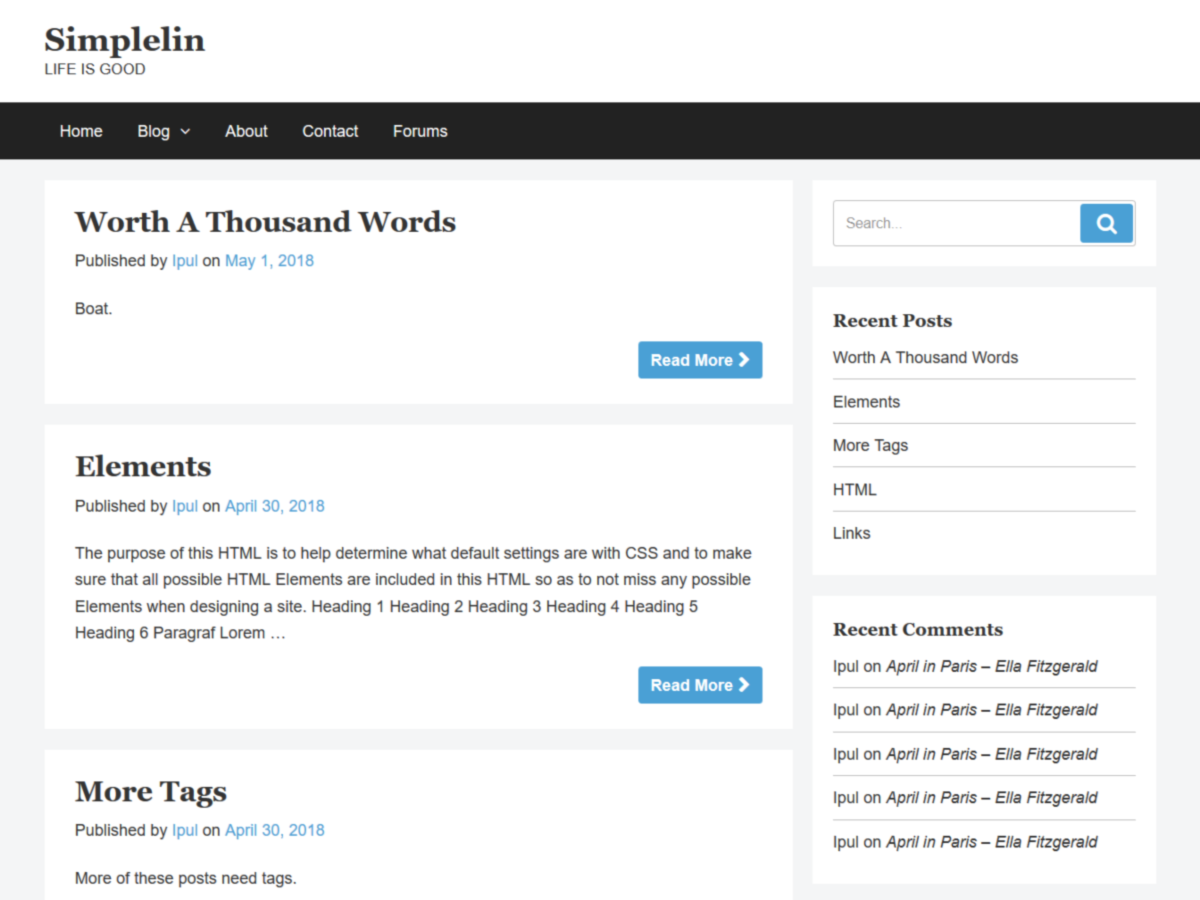 Simplelin
LIFE IS GOOD
Home Blog About Contact Forums
Worth A Thousand Words
Published by Ipul on May 1, 2018
Boat.
Read More
Elements
Published by Ipul on April 30, 2018
The purpose of this HTML is to help determine what default settings are with CSS and to make
sure that all possible HTML Elements are included in this HTML so as to not miss any possible
Elements when designing a site. Heading 1 Heading 2 Heading 3 Heading 4 Heading 5
Heading 6 Paragraf Lorem …
Read More
More Tags
Published by Ipul on April 30, 2018
More of these posts need tags.
Search...
Recent Posts
Worth A Thousand Words
Elements
More Tags
HTML
Links
Recent Comments
Ipul on April in Paris – Ella Fitzgerald
Ipul on April in Paris – Ella Fitzgerald
Ipul on April in Paris – Ella Fitzgerald
Ipul on April in Paris – Ella Fitzgerald
Ipul on April in Paris – Ella Fitzgerald